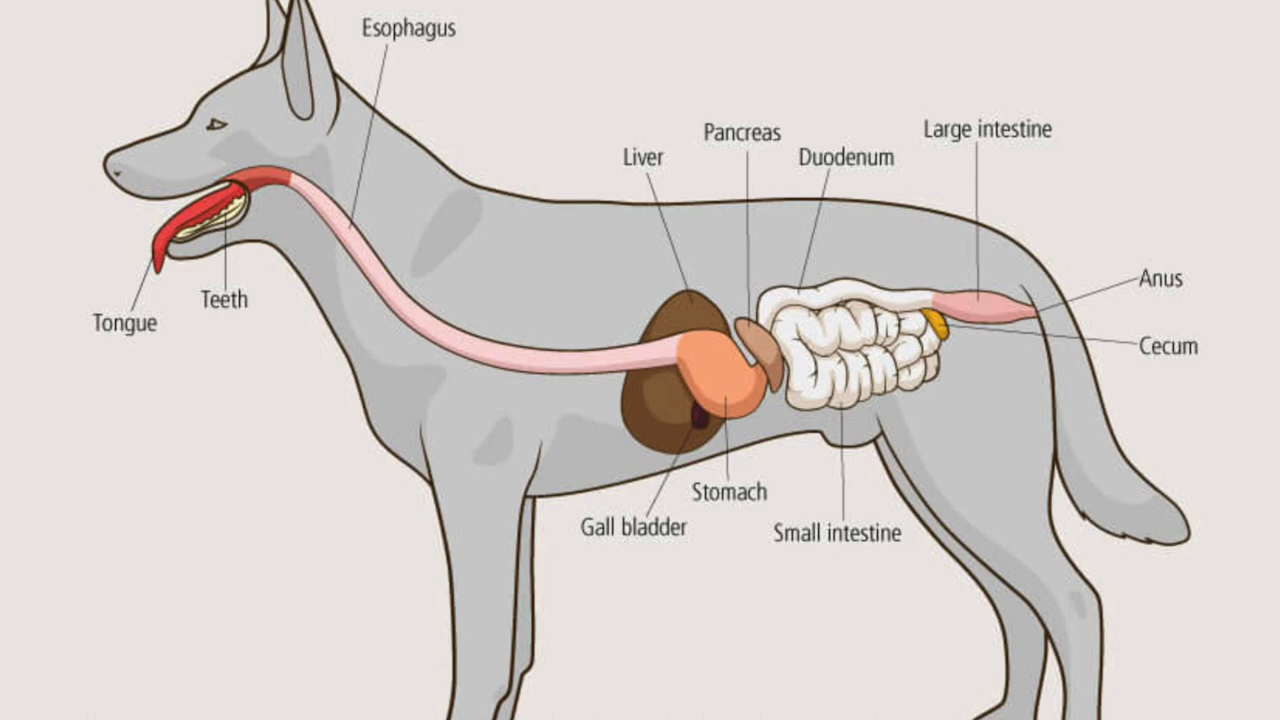 Esophagus
Pancreas
Large intestine
Liver
Duodenum
Anus
Teeth
Tongue
Cecum
Stomach
Gall bladder
Small intestine